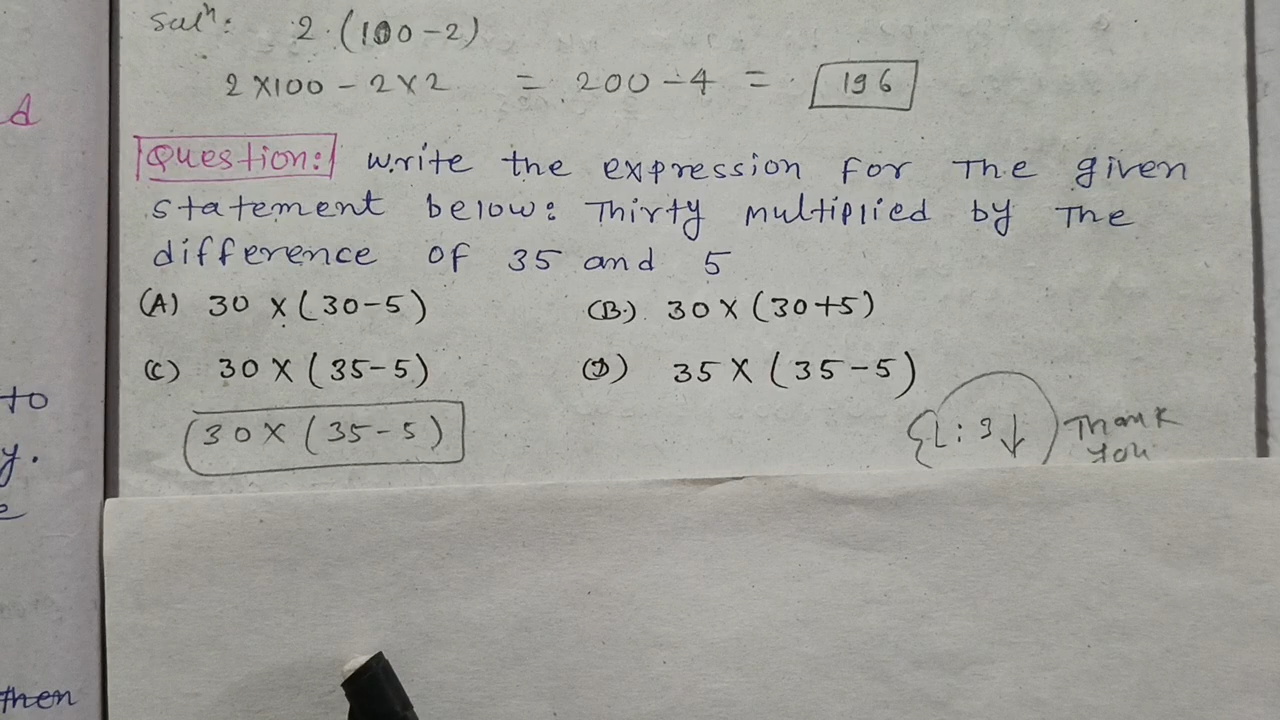 Solⁿ: 2·(100-2)
2×100-2×2 = 200-4 = 196
d
Question: write the expression for The given
statement below: Thirty multiplied by The
difference of 35 and 5
(A) 30 ×(30-5) (B) 30×(30+5)
(C) 30×(35-5) (D) 35×(35-5)
to
30×(35-5)
Thank
You
y.
then